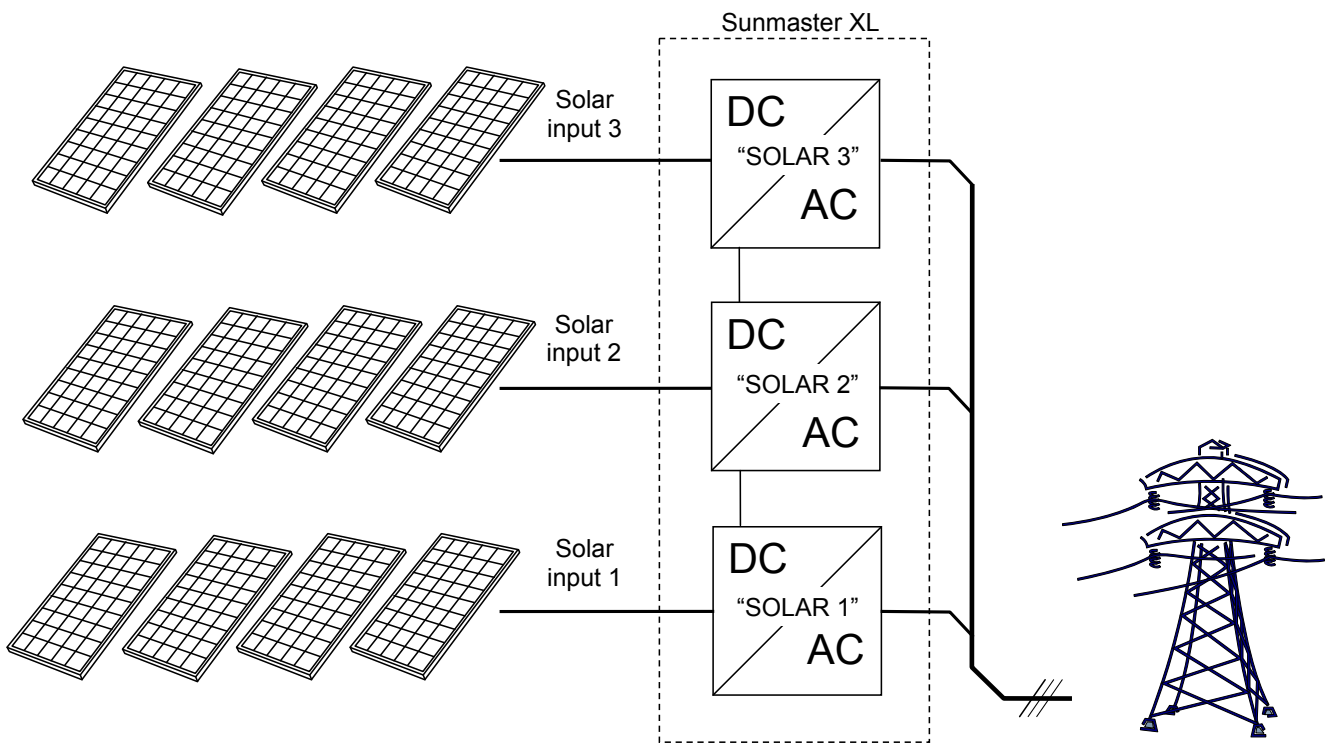 Sunmaster XL
Solar
input 3
DC
“SOLAR 3”
AC
Solar
input 2
DC
“SOLAR 2”
AC
Solar
input 1
DC
“SOLAR 1”
AC